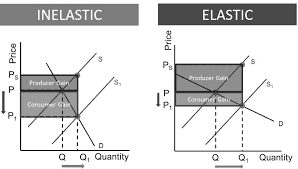 INELASTIC
Price
S
Ps
Producer Gain
S1
P
Consumer Gain
P1
D
Q Q1 Quantity
ELASTIC
Price
S
Ps
S1
Producer Gain
P
Consumer Gain
P1
D
Q Q1 Quantity